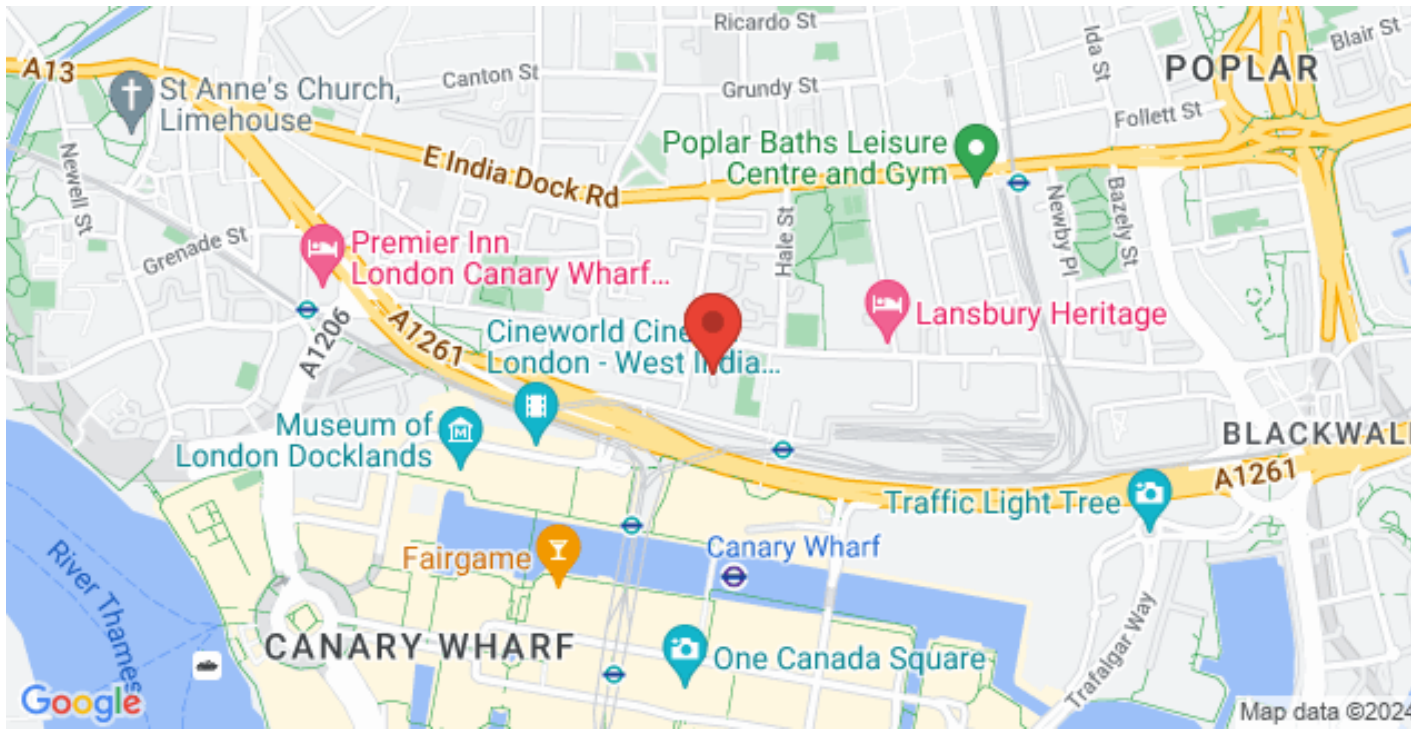 Ricardo St
Blair St
Ida St
A13
Canton St
POPLAR
St Anne's Church,
Limehouse
Grundy St
Follett St
Poplar Baths Leisure
Centre and Gym
E India Dock Rd
Newell St
Newby Pl
Bazely St
Hale St
Grenade St
Premier Inn
London Canary Wharf...
Lansbury Heritage
A1206
A1261
Cineworld Cine
London - West India...
Museum of
London Docklands
BLACKWALL
A1261
Traffic Light Tree
Canary Wharf
Fairgame
River Thames
CANARY WHARF
One Canada Square
Trafalgar Way
Google
Map data ©2024